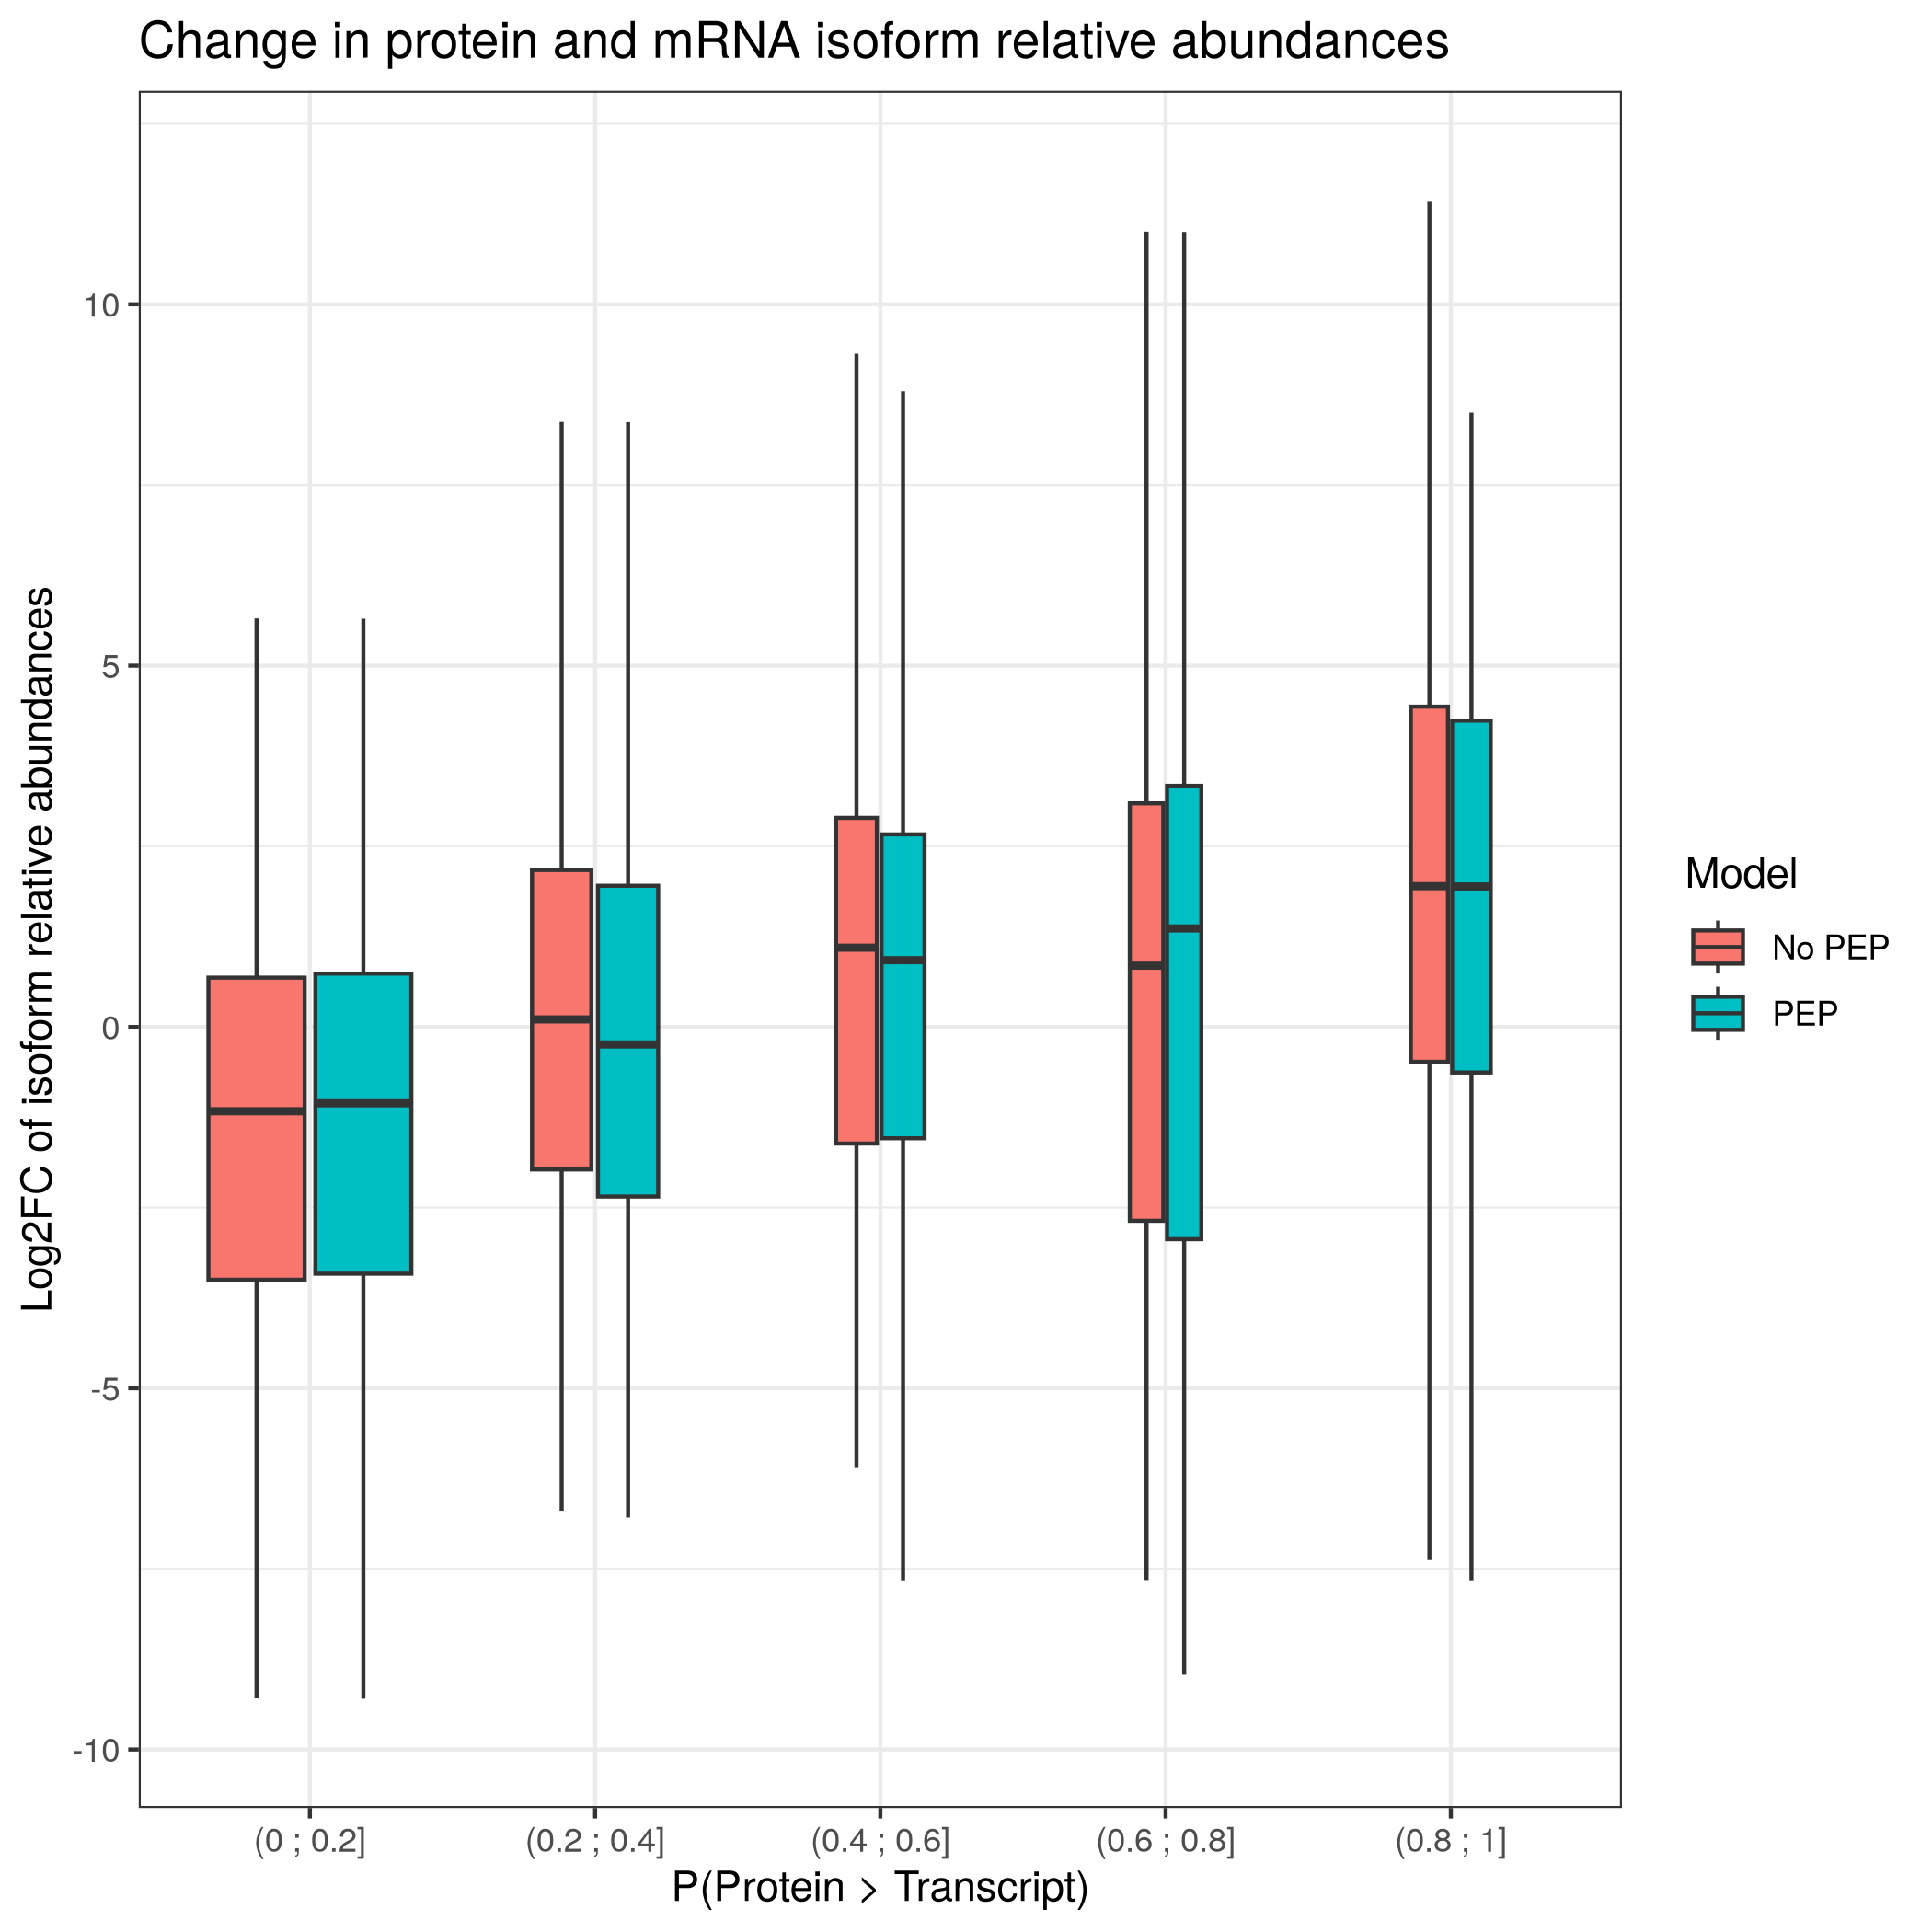 Change in protein and mRNA isoform relative abundances
Log2FC of isoform relative abundances
10
5
0
-5
-10
(0 ; 0.2]
(0.2 ; 0.4]
(0.4 ; 0.6]
(0.6 ; 0.8]
(0.8 ; 1]
P(Protein > Transcript)
Model
No PEP
PEP